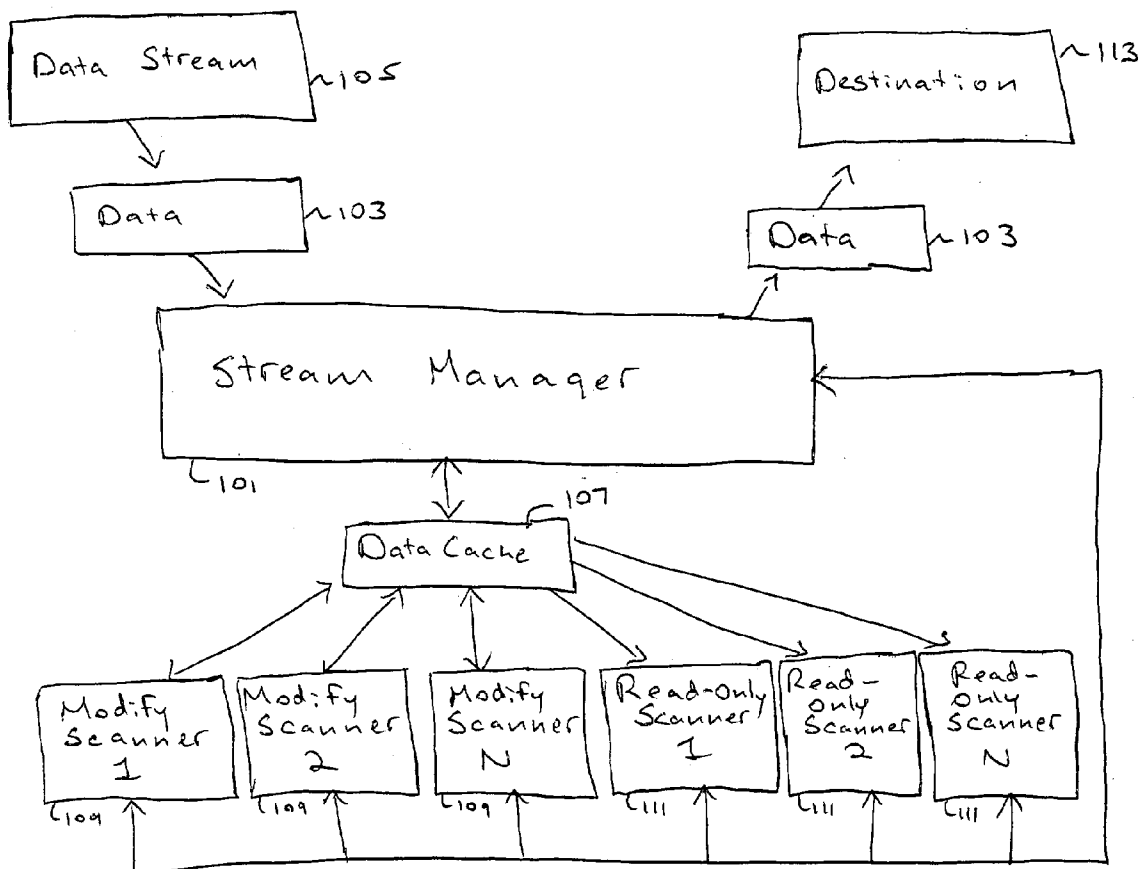 Data Stream
105
Destination
113
Data
103
Data
103
Stream Manager
101
107
Data Cache
Modify
Scanner
1
109
Modify
Scanner
2
109
Modify
Scanner
N
109
Read-Only
Scanner
1
111
Read-
Only
Scanner
2
111
Read-
Only
Scanner
N
111